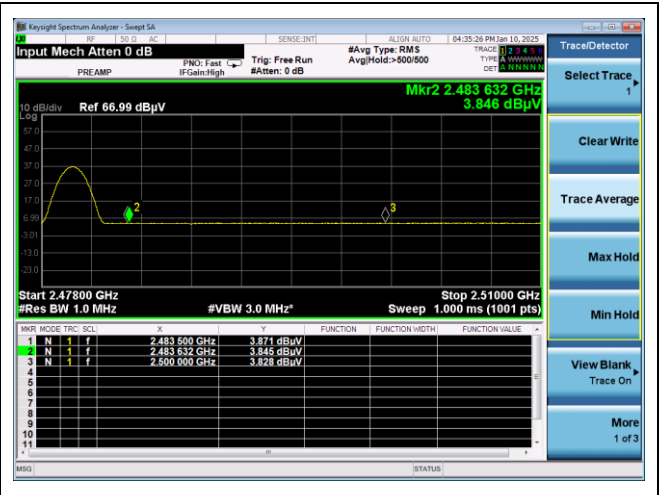 Keysight Spectrum Analyzer - Swept SA
RF 50 Ω AC SENSE:INT ALIGN AUTO 04:35:26 PM Jan 10, 2025
Input Mech Atten 0 dB
PREAMP
PNO: Fast
IFGain:High
Trig: Free Run
#Atten: 0 dB
#Avg Type: RMS
Avg|Hold:>500/500
TRACE 1 2 3 4 5 6
TYPE A WWWWW
DET A N N N N N
Mkr2 2.483 632 GHz
3.846 dBµV
10 dB/div Ref 66.99 dBµV
Log
57.0
47.0
37.0
27.0
17.0
6.99
-3.01
-13.0
-23.0
2
3
Start 2.47800 GHz Stop 2.51000 GHz
#Res BW 1.0 MHz #VBW 3.0 MHz* Sweep 1.000 ms (1001 pts)
MKR MODE TRC SCL X Y FUNCTION FUNCTION WIDTH FUNCTION VALUE
1 N 1 f 2.483 500 GHz 3.871 dBµV
2 N 1 f 2.483 632 GHz 3.845 dBµV
3 N 1 f 2.500 000 GHz 3.828 dBµV
4
5
6
7
8
9
10
11
MSG STATUS
Trace/Detector
Select Trace
1
Clear Write
Trace Average
Max Hold
Min Hold
View Blank
Trace On
More
1 of 3